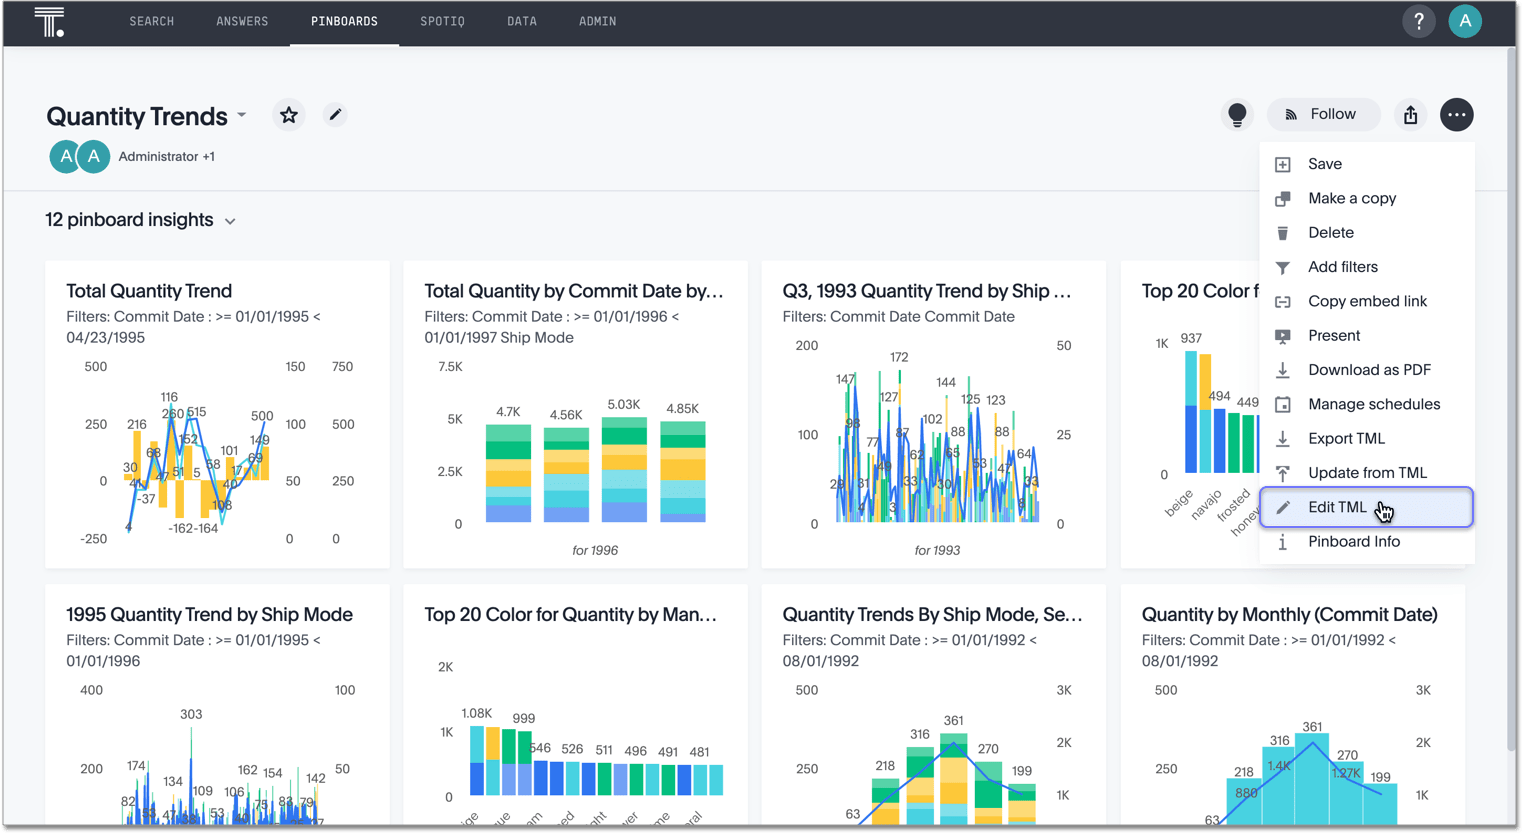 T.
SEARCH
ANSWERS
PINBOARDS
SPOTIQ
DATA
ADMIN
?
A
Quantity Trends
Follow
A A Administrator +1
12 pinboard insights
Save
Make a copy
Delete
Add filters
Copy embed link
Present
Download as PDF
Manage schedules
Export TML
Update from TML
Edit TML
Pinboard Info
Total Quantity Trend
Filters: Commit Date : >= 01/01/1995 <
04/23/1995
500 150 750
116
216 260 515 500
250 100 500
152 149
68 101
30 58 69
51 5 17
0 50 250
-37 40
108
4 -162 -164
-250 0 0
Total Quantity by Commit Date by...
Filters: Commit Date : >= 01/01/1996 <
01/01/1997 Ship Mode
7.5K
4.7K 4.56K 5.03K 4.85K
5K
2.5K
0
for 1996
Q3, 1993 Quantity Trend by Ship ...
Filters: Commit Date Commit Date
200 50
172
147 144
127 125 123
98 102
100 87 88 88 25
77 62 65 64
49 53 47
33 30 33
31
0 0
for 1993
Top 20 Color f
1K 937
494 449
0
beige
navajo
frosted
honey
1995 Quantity Trend by Ship Mode
Filters: Commit Date : >= 01/01/1995 <
01/01/1996
400 100
303
200 174 134 162 154 142 50
82 109 106 75 83 79
53 47 53
Top 20 Color for Quantity by Man...
2K
1.08K 999
1K 546 526 511 496 491 481
0
Quantity Trends By Ship Mode, Se...
Filters: Commit Date : >= 01/01/1992 <
08/01/1992
500 3K
361
316 2K
270
250 218 199
1K
63
Quantity by Monthly (Commit Date)
Filters: Commit Date : >= 01/01/1992 <
08/01/1992
500 3K
361
316 2K
270
250 218 1.4K 1.27K 199
880 1K
63